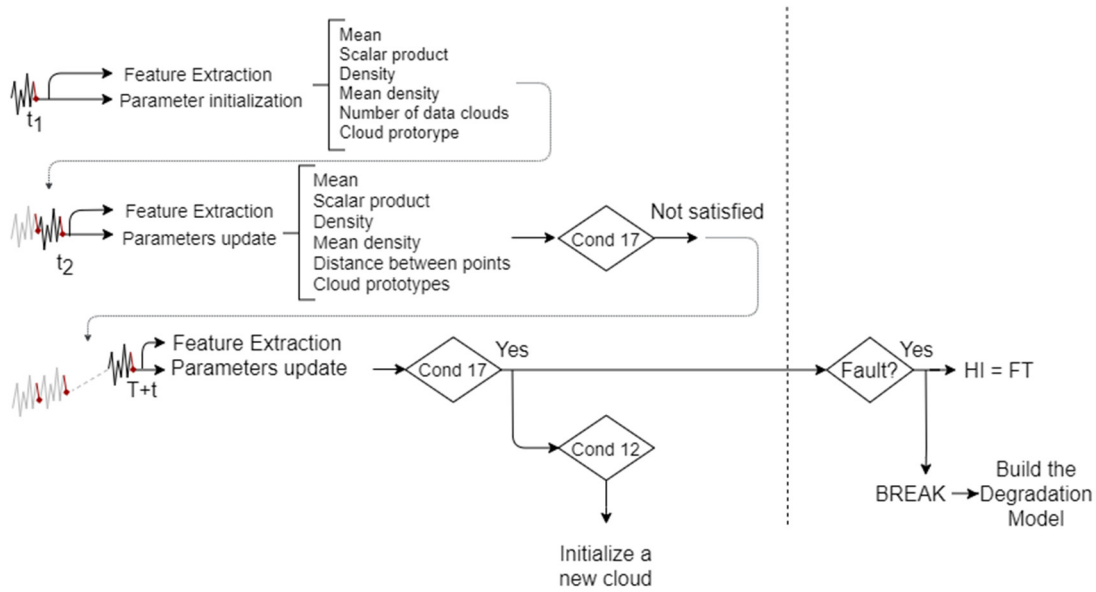 Mean
Scalar product
Feature Extraction
Density
Parameter initialization
Mean density
Number of data clouds
Cloud protorype
t1
Mean
Scalar product
Feature Extraction
Density
Parameters update
Mean density
Distance between points
Cloud prototypes
t2
Cond 17
Not satisfied
Feature Extraction
Parameters update
T+t
Cond 17
Yes
Cond 12
Initialize a
new cloud
Fault?
Yes
HI = FT
BREAK
Build the
Degradation
Model